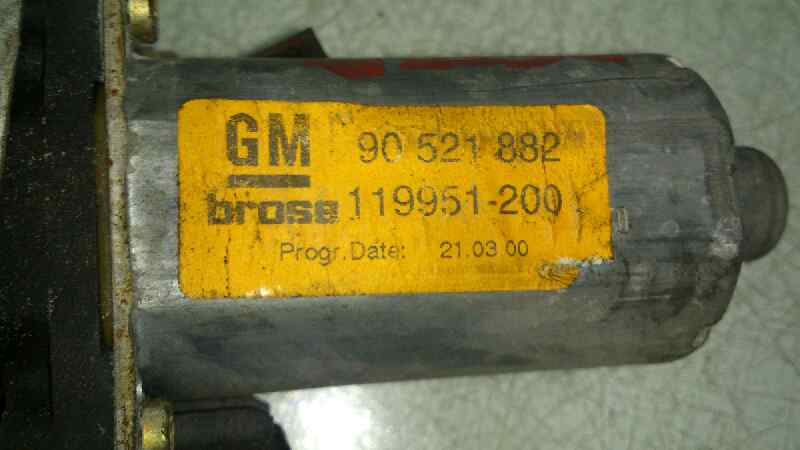 GM 90 521 882
brose 119951-200
Progr.Date: 21.03.00